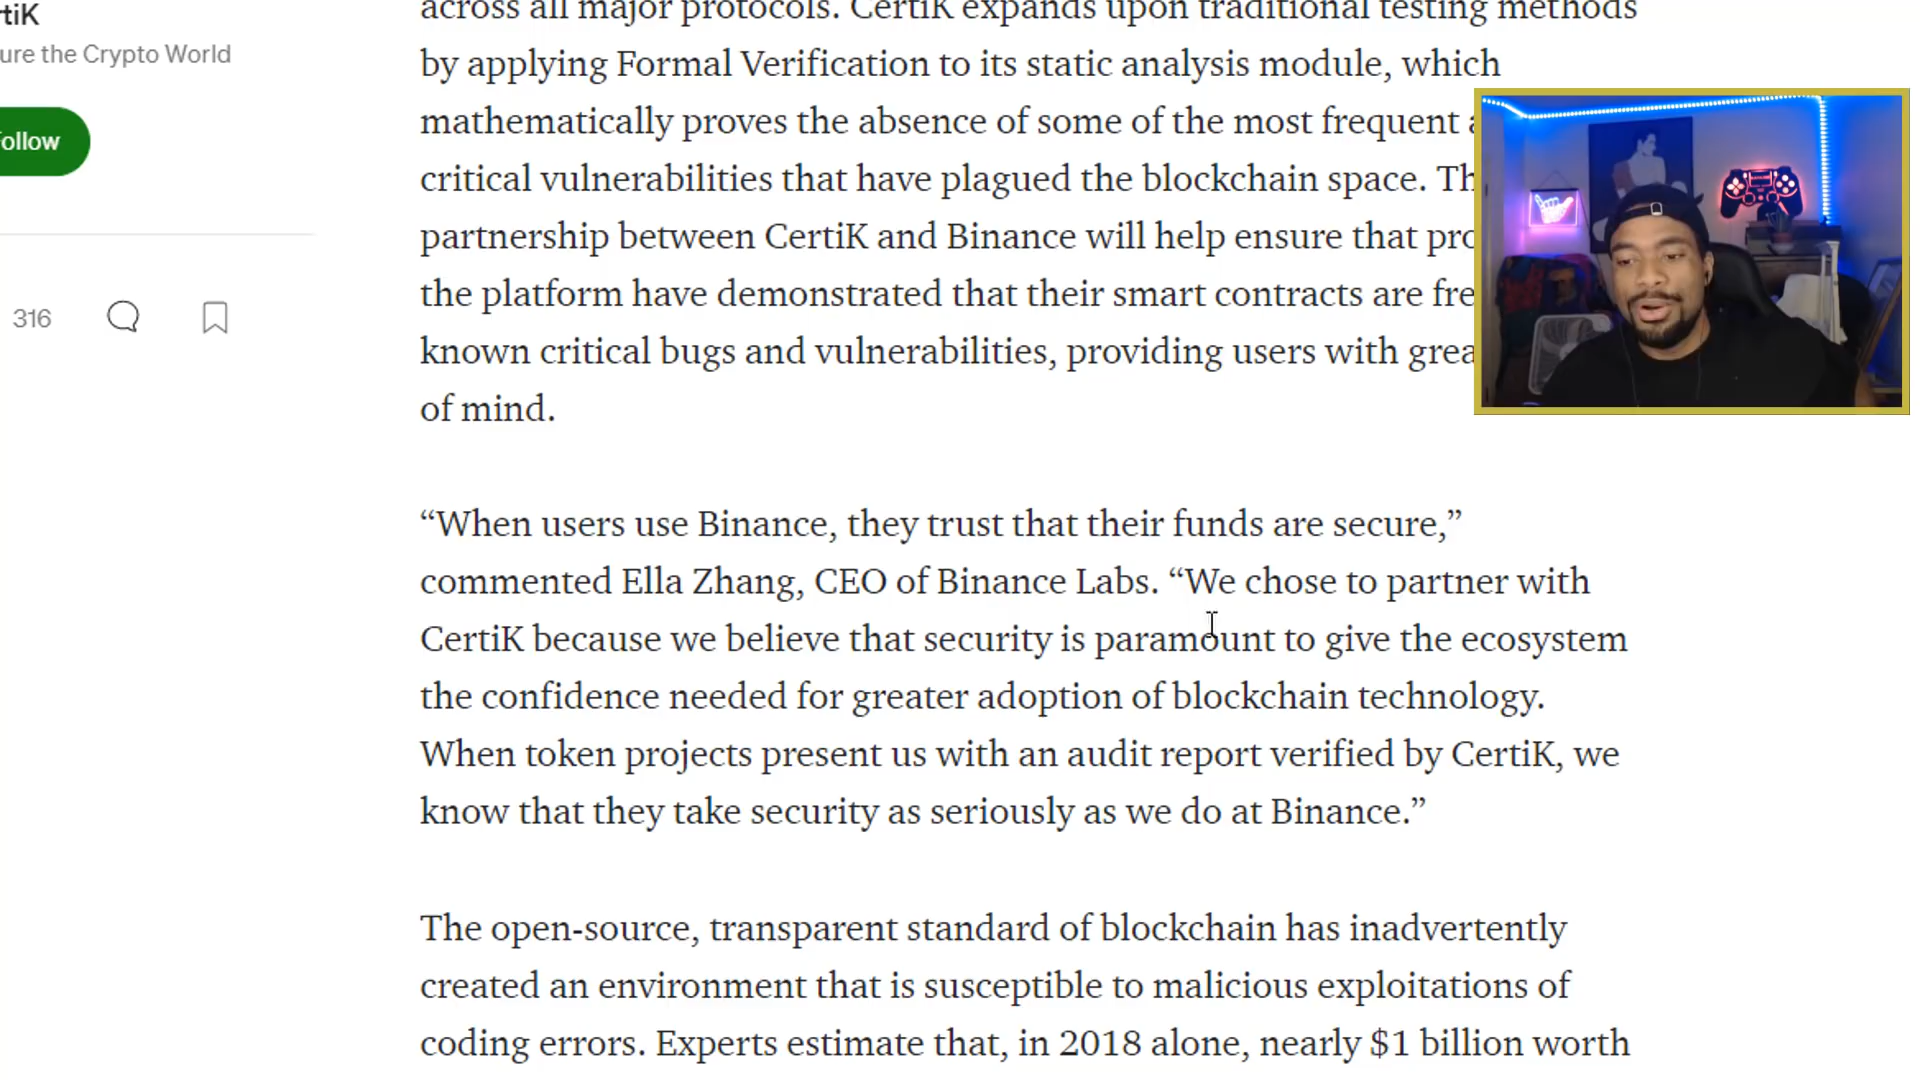 tiK
ure the Crypto World
ollow
316
across all major protocols. CertiK expands upon traditional testing methods
by applying Formal Verification to its static analysis module, which
mathematically proves the absence of some of the most frequent a
critical vulnerabilities that have plagued the blockchain space. Th
partnership between CertiK and Binance will help ensure that pro
the platform have demonstrated that their smart contracts are fre
known critical bugs and vulnerabilities, providing users with grea
of mind.
“When users use Binance, they trust that their funds are secure,”
commented Ella Zhang, CEO of Binance Labs. “We chose to partner with
CertiK because we believe that security is paramount to give the ecosystem
the confidence needed for greater adoption of blockchain technology.
When token projects present us with an audit report verified by CertiK, we
know that they take security as seriously as we do at Binance.”
The open-source, transparent standard of blockchain has inadvertently
created an environment that is susceptible to malicious exploitations of
coding errors. Experts estimate that, in 2018 alone, nearly $1 billion worth